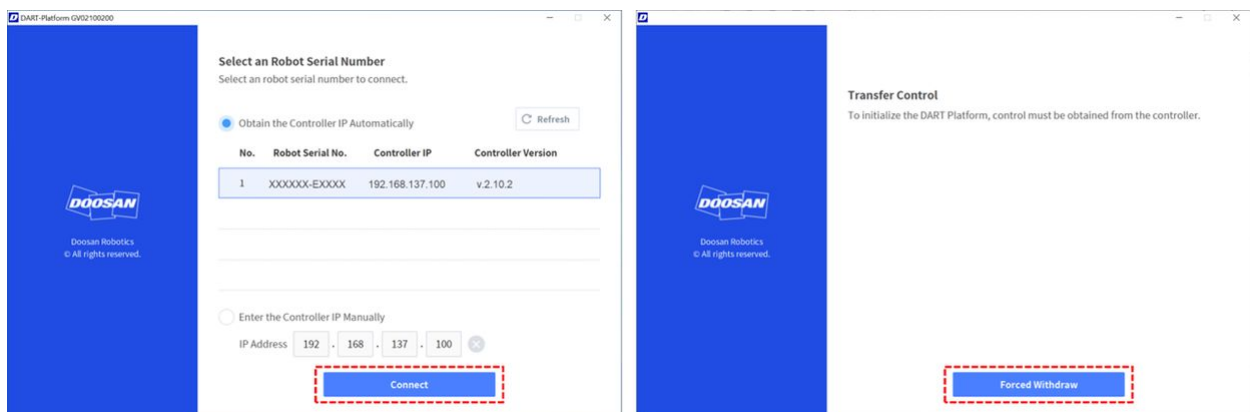 DART-Platform GV02100200
Select an Robot Serial Number
Select an robot serial number to connect.
Obtain the Controller IP Automatically
Refresh
No. Robot Serial No. Controller IP Controller Version
1 XXXXXX-EXXXX 192.168.137.100 v.2.10.2
Enter the Controller IP Manually
IP Address 192 . 168 . 137 . 100
Connect
DOOSAN
Doosan Robotics
© All rights reserved.
Transfer Control
To initialize the DART Platform, control must be obtained from the controller.
Forced Withdraw
DOOSAN
Doosan Robotics
© All rights reserved.